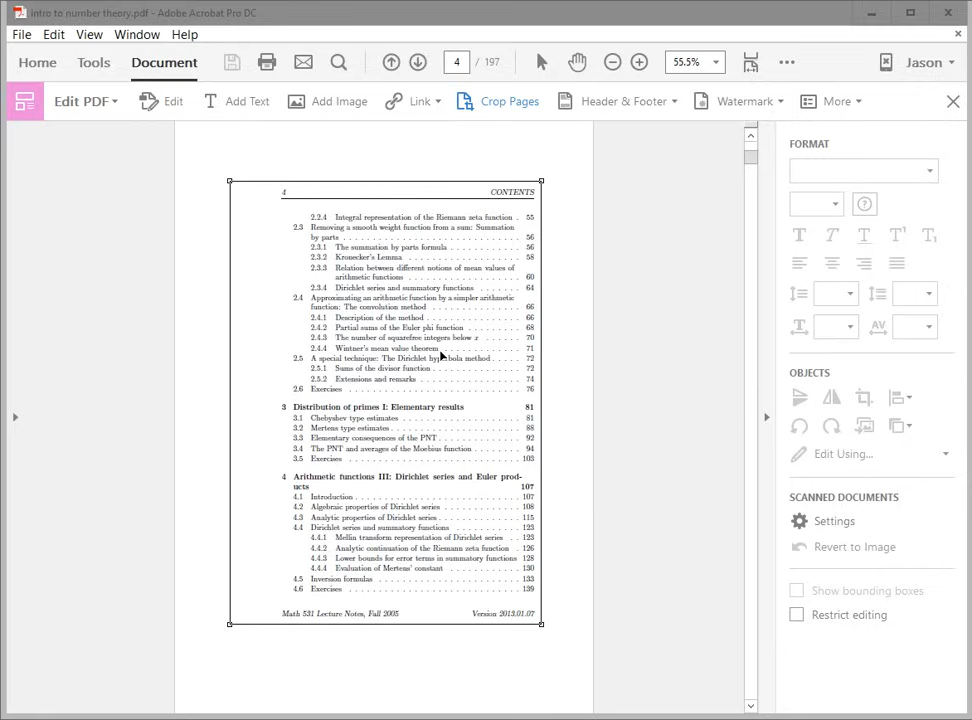 intro to number theory.pdf - Adobe Acrobat Pro DC
File Edit View Window Help
Home Tools Document 4 / 197 55.5% Jason
Edit PDF Edit Add Text Add Image Link Crop Pages Header & Footer Watermark More
4 CONTENTS
2.2.4 Integral representation of the Riemann zeta function . 55
2.3 Removing a smooth weight function from a sum: Summation
by parts . . . . . . . . . . . . . . . . . . . . . . . . . . . . 56
2.3.1 The summation by parts formula . . . . . . . . . . . . 56
2.3.2 Kronecker's Lemma . . . . . . . . . . . . . . . . . . . 58
2.3.3 Relation between different notions of mean values of
arithmetic functions . . . . . . . . . . . . . . . . . . . 60
2.3.4 Dirichlet series and summatory functions . . . . . . . 64
2.4 Approximating an arithmetic function by a simpler arithmetic
function: The convolution method . . . . . . . . . . . . . . . 66
2.4.1 Description of the method . . . . . . . . . . . . . . . . 66
2.4.2 Partial sums of the Euler phi function . . . . . . . . . 68
2.4.3 The number of squarefree integers below x . . . . . . 70
2.4.4 Wintner's mean value theorem . . . . . . . . . . . . . 71
2.5 A special technique: The Dirichlet hyperbola method . . . . . 72
2.5.1 Sums of the divisor function . . . . . . . . . . . . . . . 72
2.5.2 Extensions and remarks . . . . . . . . . . . . . . . . . 74
2.6 Exercises . . . . . . . . . . . . . . . . . . . . . . . . . . . . 76
3 Distribution of primes I: Elementary results 81
3.1 Chebyshev type estimates . . . . . . . . . . . . . . . . . . . . 81
3.2 Mertens type estimates . . . . . . . . . . . . . . . . . . . . . 88
3.3 Elementary consequences of the PNT . . . . . . . . . . . . . . 92
3.4 The PNT and averages of the Moebius function . . . . . . . . 94
3.5 Exercises . . . . . . . . . . . . . . . . . . . . . . . . . . . . 103
4 Arithmetic functions III: Dirichlet series and Euler prod-
ucts 107
4.1 Introduction . . . . . . . . . . . . . . . . . . . . . . . . . . . 107
4.2 Algebraic properties of Dirichlet series . . . . . . . . . . . . . 108
4.3 Analytic properties of Dirichlet series . . . . . . . . . . . . . . 115
4.4 Dirichlet series and summatory functions . . . . . . . . . . . 123
4.4.1 Mellin transform representation of Dirichlet series . . 123
4.4.2 Analytic continuation of the Riemann zeta function . 126
4.4.3 Lower bounds for error terms in summatory functions 128
4.4.4 Evaluation of Mertens' constant . . . . . . . . . . . . 130
4.5 Inversion formulas . . . . . . . . . . . . . . . . . . . . . . . . 133
4.6 Exercises . . . . . . . . . . . . . . . . . . . . . . . . . . . . 139
Math 531 Lecture Notes, Fall 2005 Version 2013.01.07
FORMAT
OBJECTS
Edit Using...
SCANNED DOCUMENTS
Settings
Revert to Image
Show bounding boxes
Restrict editing